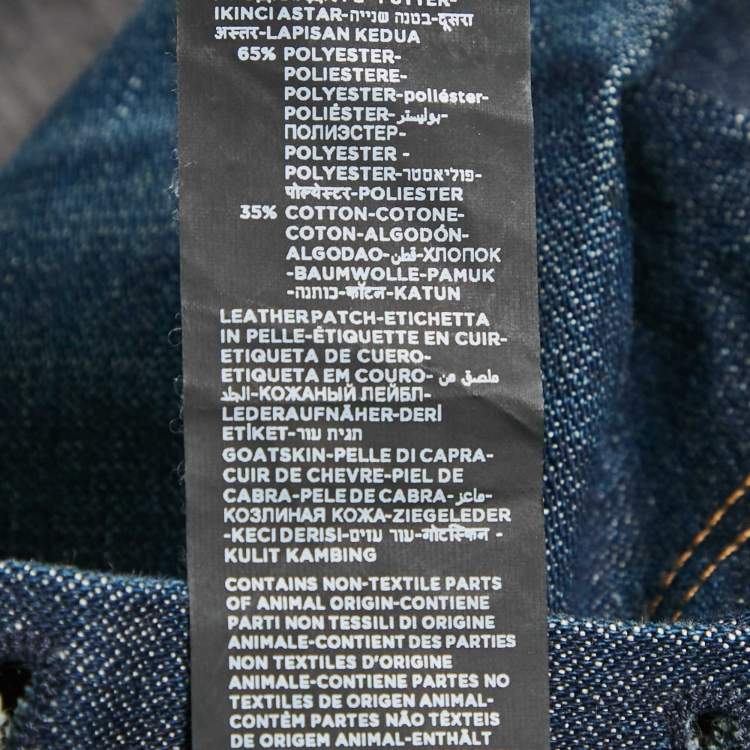 IKINCI ASTAR-בטנה שנייה-दूसरा
अस्तर-LAPISAN KEDUA
65% POLYESTER-
POLIESTERE-
POLYESTER-poliéster-
POLIÉSTER-بوليستر-
ПОЛИЭСТЕР-
POLYESTER -
POLYESTER-פוליאסטר-
पोल्येस्टर-POLIESTER
35% COTTON-COTONE-
COTON-ALGODÓN-
ALGODAO-قطن-ХЛОПОК
-BAUMWOLLE-PAMUK
-כותנה-कॉटन-KATUN
LEATHER PATCH-ETICHETTA
IN PELLE-ÉTIQUETTE EN CUIR-
ETIQUETA DE CUERO-
ETIQUETA EM COURO-ملصق من
الجلد-КОЖАНЫЙ ЛЕЙБЛ-
LEDERAUFNÄHER-DERİ
ETİKET-תגית עור-
GOATSKIN-PELLE DI CAPRA-
CUIR DE CHEVRE-PIEL DE
CABRA-PELE DE CABRA-ماعز-
КОЗЛИНАЯ КОЖА-ZIEGELEDER
-KECI DERISI-עור עזים-गोटस्किन -
KULIT KAMBING
CONTAINS NON-TEXTILE PARTS
OF ANIMAL ORIGIN-CONTIENE
PARTI NON TESSILI DI ORIGINE
ANIMALE-CONTIENT DES PARTIES
NON TEXTILES D'ORIGINE
ANIMALE-CONTIENE PARTES NO
TEXTILES DE ORIGEN ANIMAL-
CONTÉM PARTES NÃO TÊXTEIS
DE ORIGEM ANIMAL-ENTHÄLT